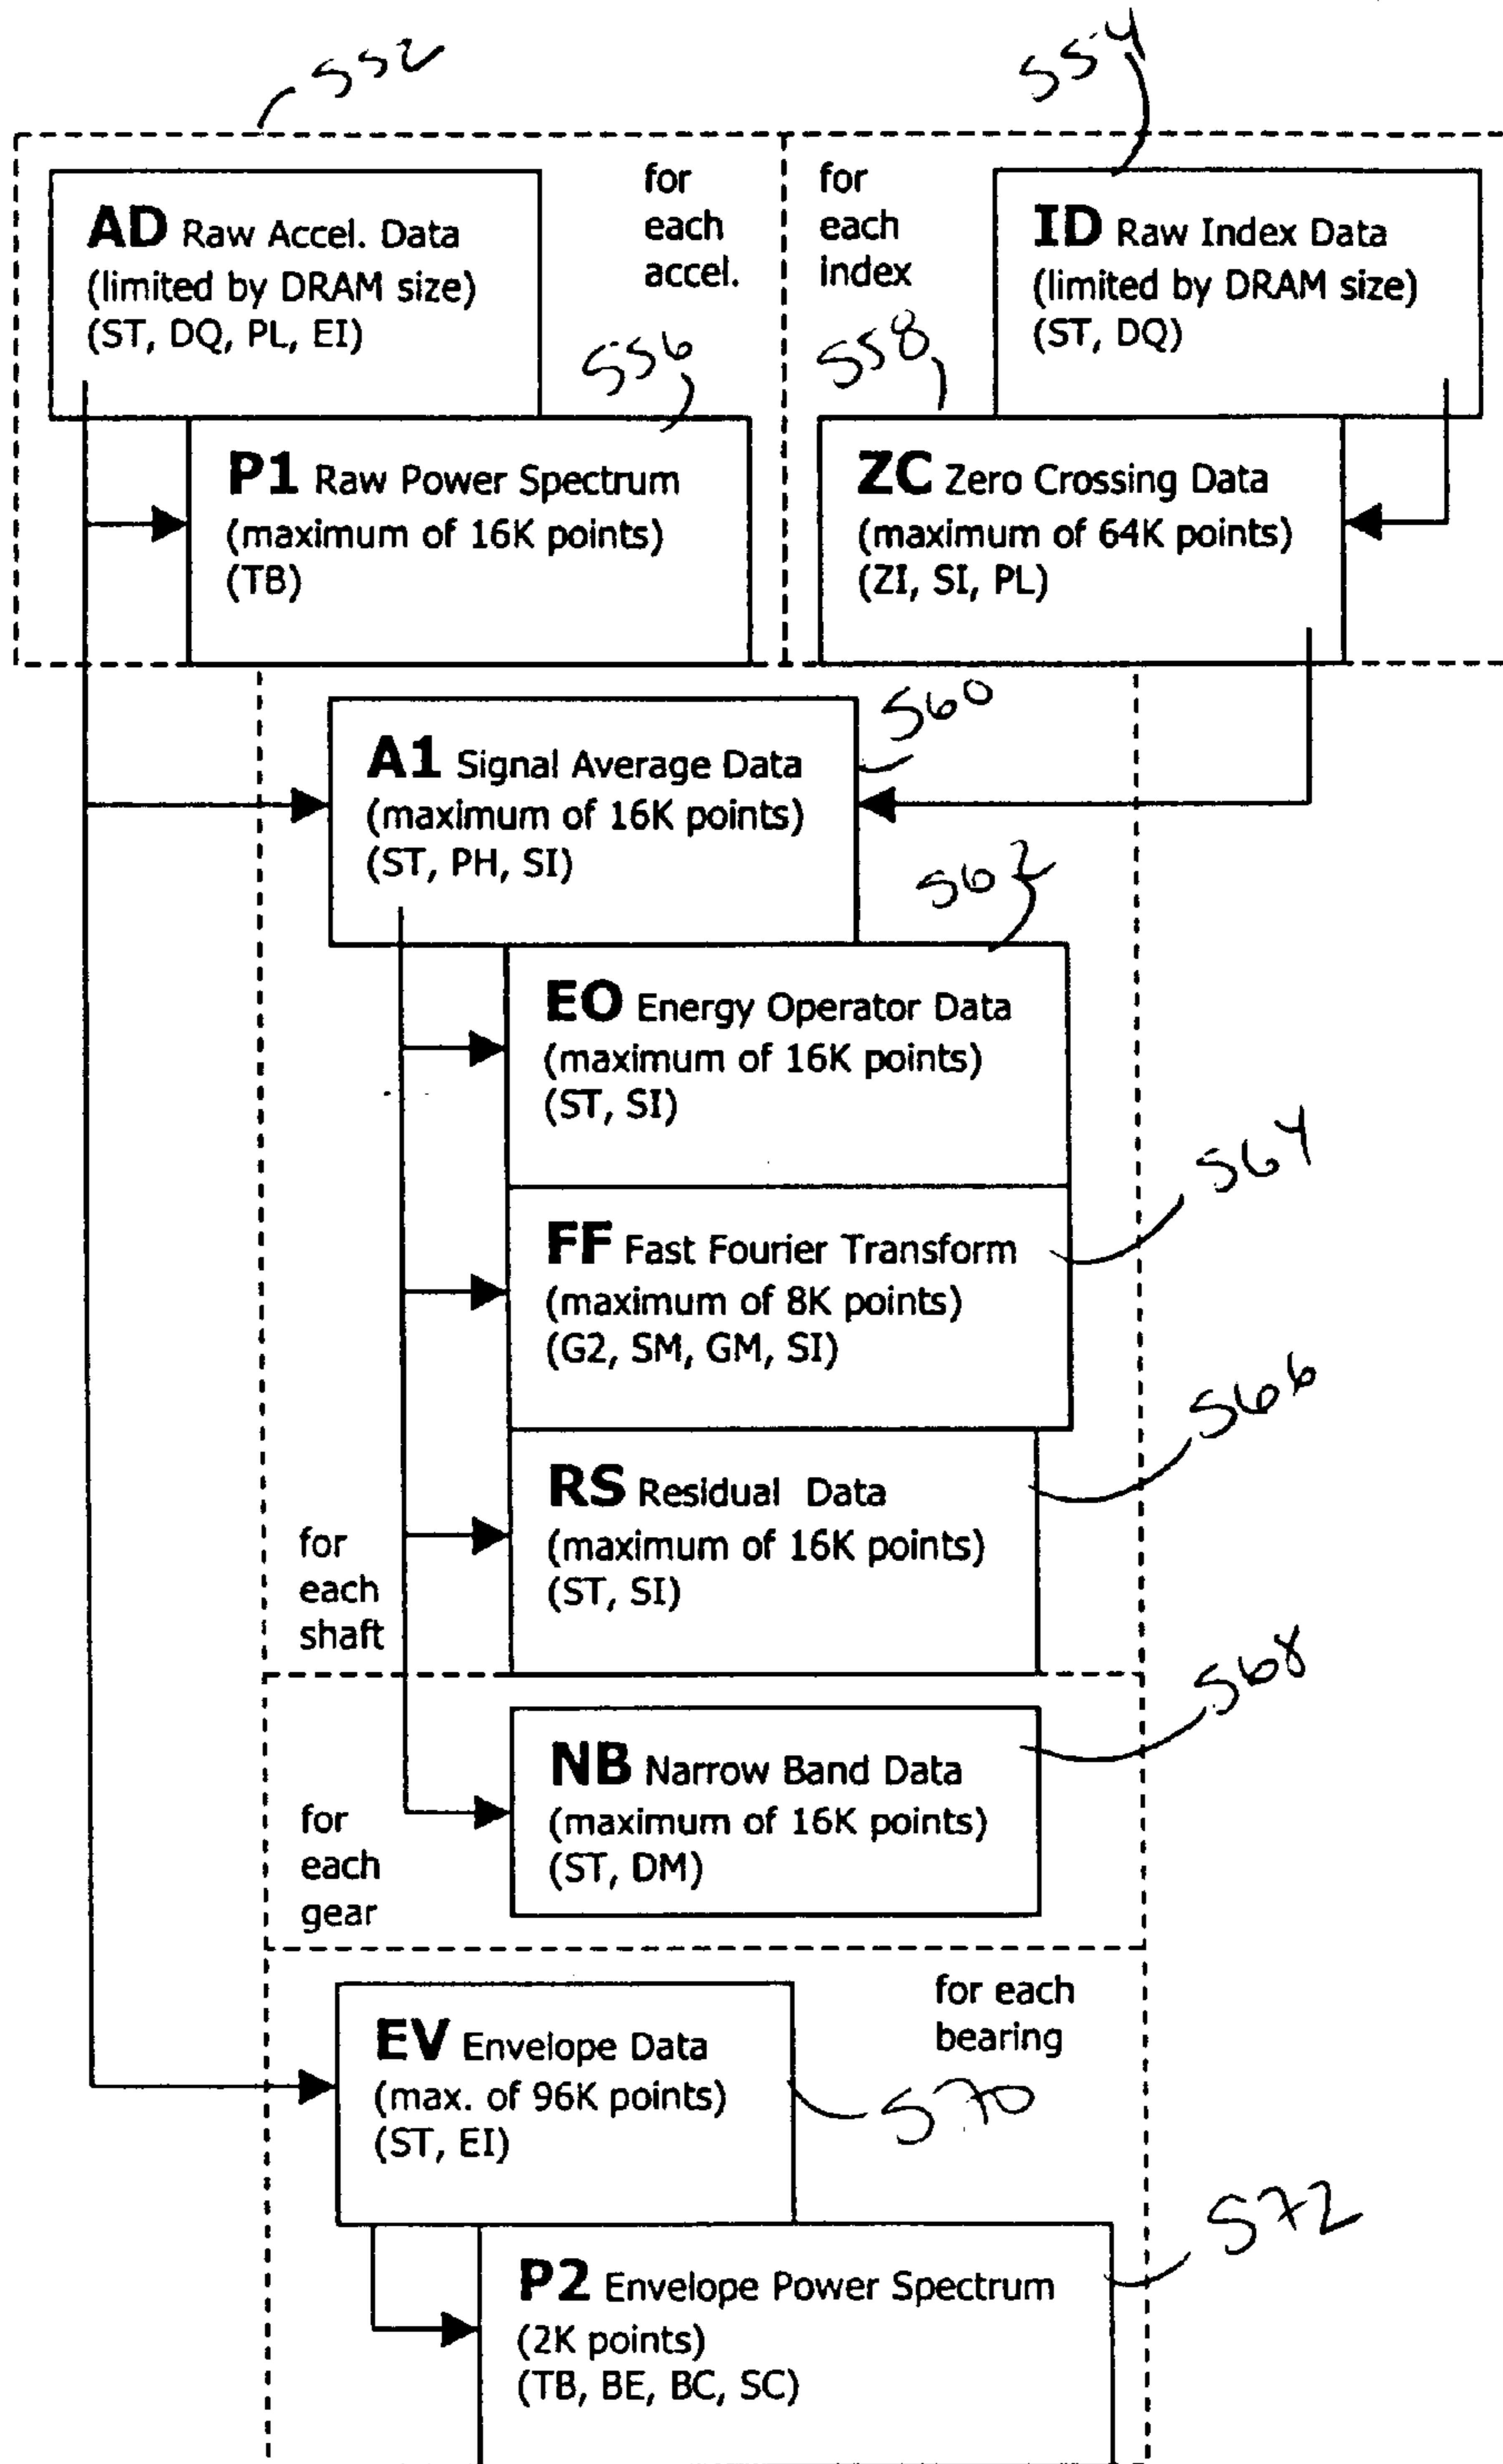 552
554
AD Raw Accel. Data
(limited by DRAM size)
(ST, DQ, PL, EI)
for
each
accel.
for
each
index
ID Raw Index Data
(limited by DRAM size)
(ST, DQ)
556
558
P1 Raw Power Spectrum
(maximum of 16K points)
(TB)
ZC Zero Crossing Data
(maximum of 64K points)
(ZI, SI, PL)
560
A1 Signal Average Data
(maximum of 16K points)
(ST, PH, SI)
562
EO Energy Operator Data
(maximum of 16K points)
(ST, SI)
564
FF Fast Fourier Transform
(maximum of 8K points)
(G2, SM, GM, SI)
566
RS Residual Data
(maximum of 16K points)
(ST, SI)
for
each
shaft
568
NB Narrow Band Data
(maximum of 16K points)
(ST, DM)
for
each
gear
for each
bearing
EV Envelope Data
(max. of 96K points)
(ST, EI)
570
572
P2 Envelope Power Spectrum
(2K points)
(TB, BE, BC, SC)